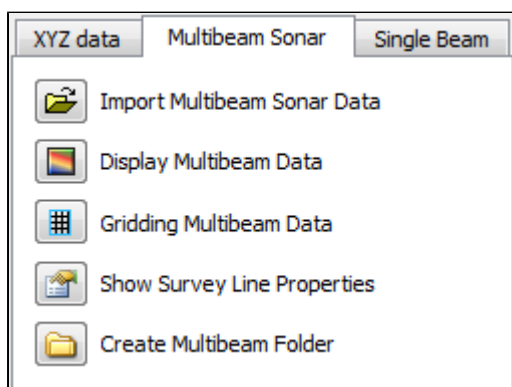 XYZ data Multibeam Sonar Single Beam
Import Multibeam Sonar Data
Display Multibeam Data
Gridding Multibeam Data
Show Survey Line Properties
Create Multibeam Folder